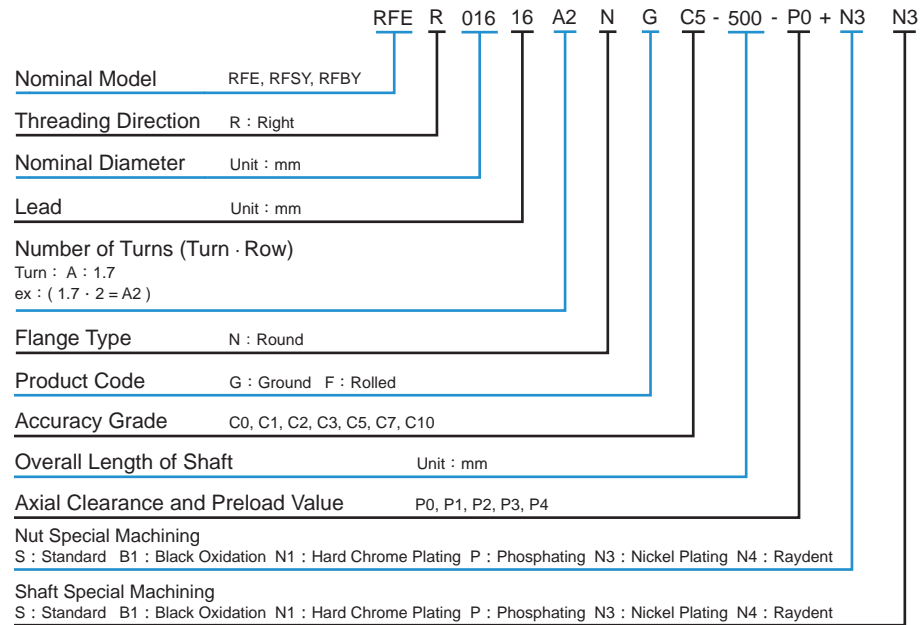 RFE R 016 16 A2 N G C5 - 500 - P0 + N3 N3
Nominal Model RFE, RFSY, RFBY
Threading Direction R：Right
Nominal Diameter Unit：mm
Lead Unit：mm
Number of Turns (Turn · Row)
Turn： A：1.7
ex：( 1.7 · 2 = A2 )
Flange Type N：Round
Product Code G：Ground F：Rolled
Accuracy Grade C0, C1, C2, C3, C5, C7, C10
Overall Length of Shaft Unit：mm
Axial Clearance and Preload Value P0, P1, P2, P3, P4
Nut Special Machining
S：Standard B1：Black Oxidation N1：Hard Chrome Plating P：Phosphating N3：Nickel Plating N4：Raydent
Shaft Special Machining
S：Standard B1：Black Oxidation N1：Hard Chrome Plating P：Phosphating N3：Nickel Plating N4：Raydent